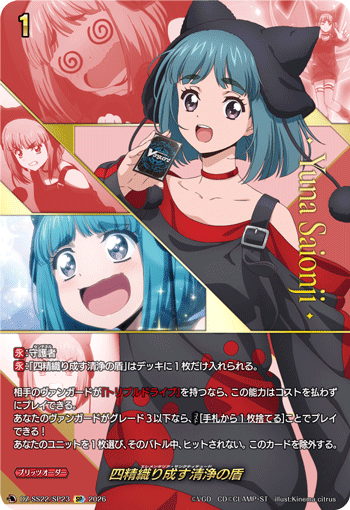 1
Vanguard
Yuna Saionji
永:守護者
永:「四精織り成す清浄の盾」はデッキに1枚だけ入れられる。
相手のヴァンガードが『トリプルドライブ』を持つなら、この能力はコストを払わず
にプレイできる。
あなたのヴァンガードがグレード3以下なら、[手札から1枚捨てる]ことでプレイ
できる!
あなたのユニットを1枚選び、そのバトル中、ヒットされない。このカードを除外する。
ブリッツオーダー
四精織り成す清浄の盾
DZ-SS22-SP23 SP 2026 ©VGD CD©CLAMP・ST illust:Kinema citrus